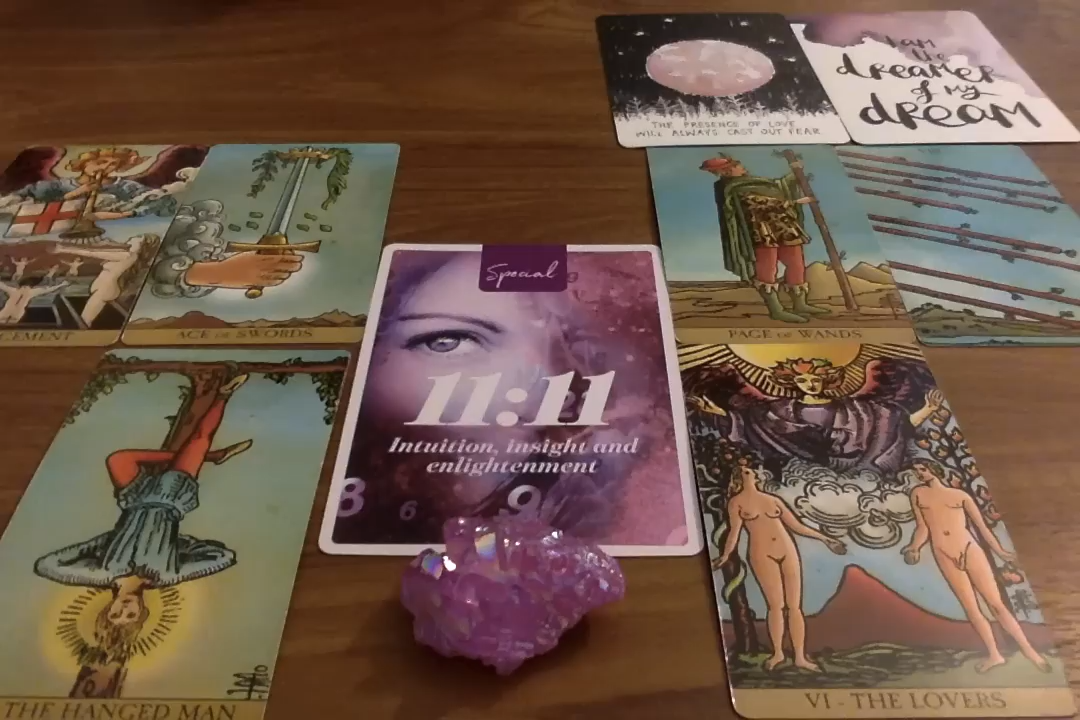 THE PRESENCE OF LOVE
WILL ALWAYS CAST OUT FEAR
I am
the
dreamer
of my
dream
CEMENT
ACE OF SWORDS
PAGE OF WANDS
Special
11:11
21
Intuition, insight and
enlightenment
8
6
9
THE HANGED MAN
VI - THE LOVERS